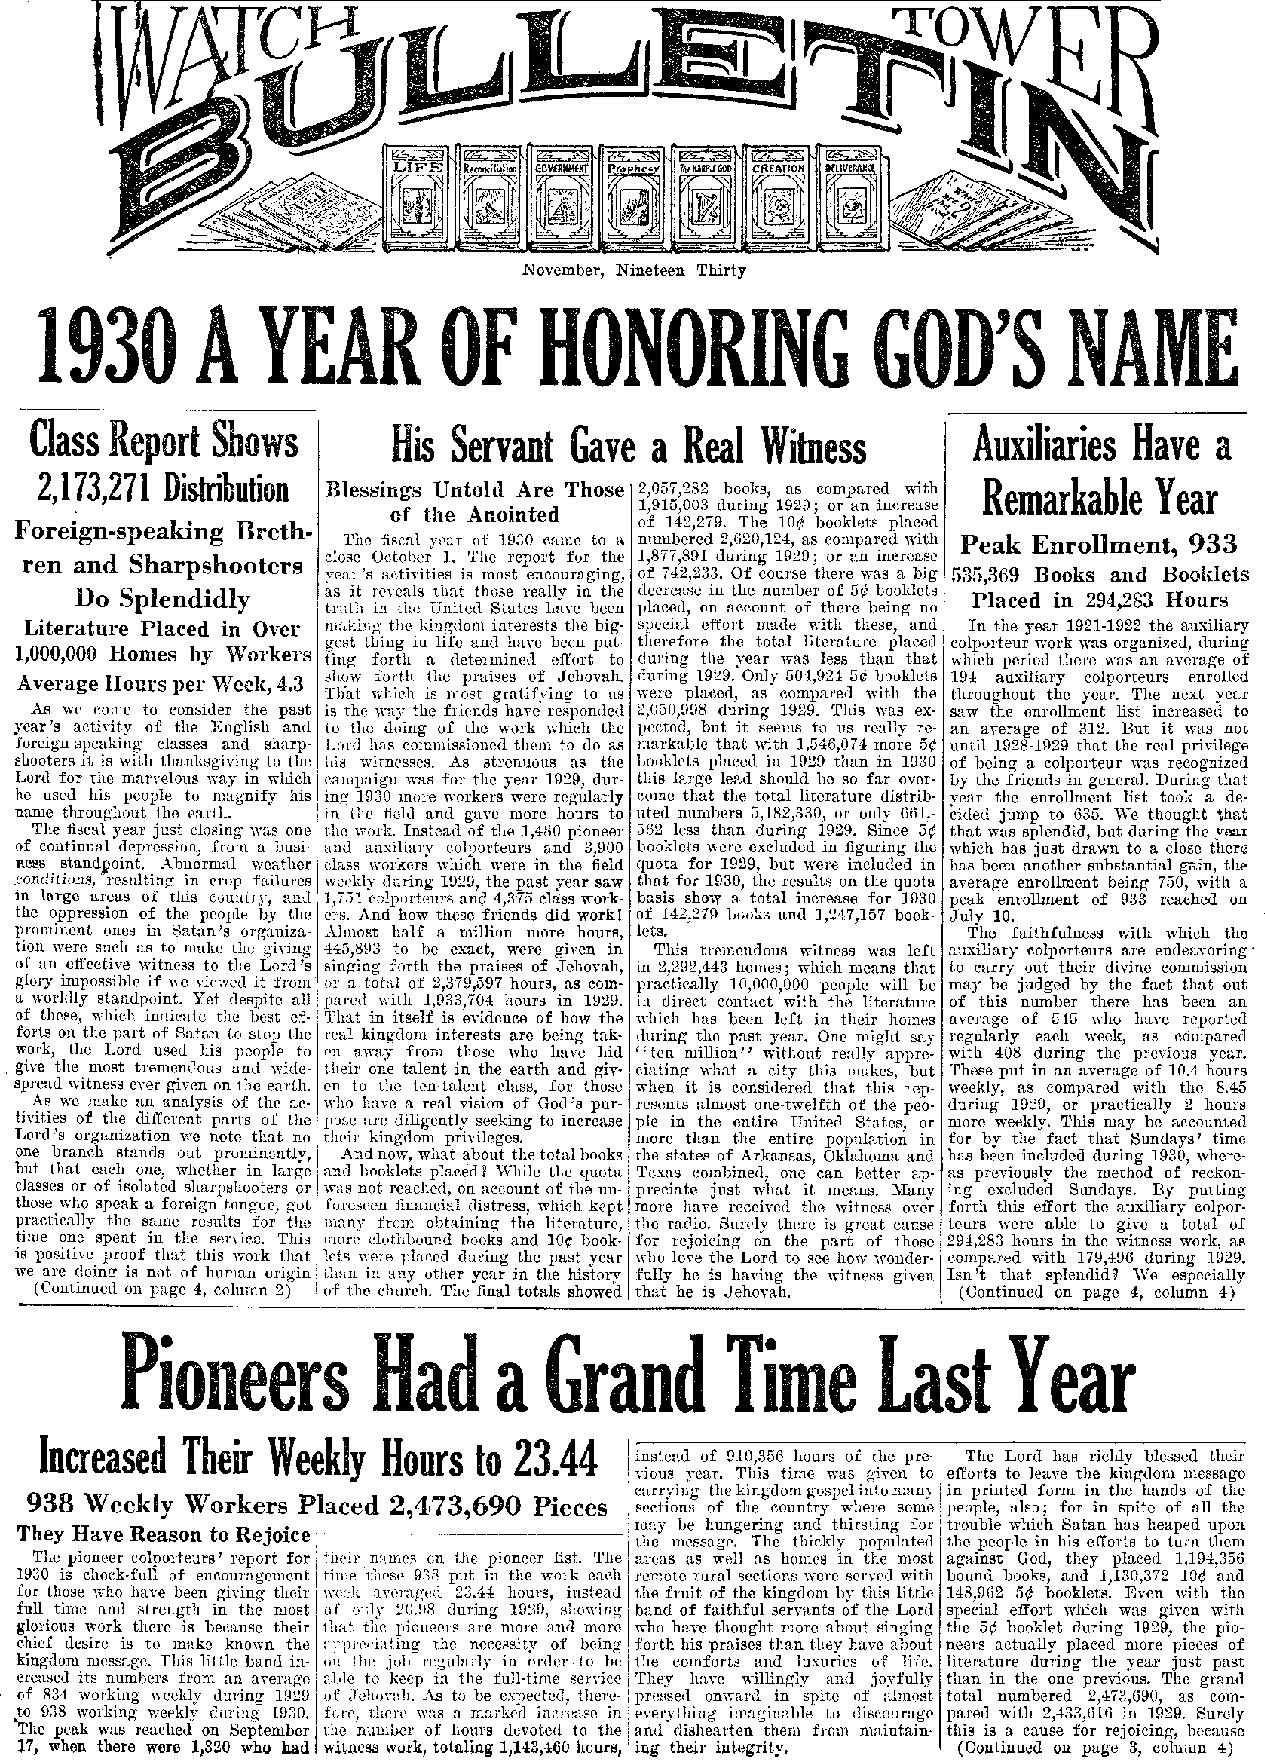 WATCH TOWER
BULLETIN
LIFE
Reconciliation
GOVERNMENT
Prophecy
The HARP of GOD
CREATION
DELIVERANCE
November, Nineteen Thirty
1930 A YEAR OF HONORING GOD'S NAME
Class Report Shows
2,173,271 Distribution
Foreign-speaking Breth-
ren and Sharpshooters
Do Splendidly
Literature Placed in Over
1,000,000 Homes by Workers
Average Hours per Week, 4.3
As we come to consider the past
year's activity of the English and
foreign speaking classes and sharp-
shooters it is with thanksgiving to the
Lord for the marvelous way in which
he used his people to magnify his
name throughout the earth.
The fiscal year just closing was one
of continual depression, from a busi-
ness standpoint. Abnormal weather
conditions, resulting in crop failures
in large areas of this country, and
the oppression of the people by the
prominent ones in Satan's organiza-
tion were such as to make the giving
of an effective witness to the Lord's
glory impossible if we viewed it from
a worldly standpoint. Yet despite all
of these, which indicate the best ef-
forts on the part of Satan to stop the
work, the Lord used his people to
give the most tremendous and wide-
spread witness ever given on the earth.
As we make an analysis of the ac-
tivities of the different parts of the
Lord's organization we note that no
one branch stands out prominently,
but that each one, whether in large
classes or of isolated sharpshooters or
those who speak a foreign tongue, got
practically the same results for the
time one spent in the service. This
is positive proof that this work that
we are doing is not of human origin
(Continued on page 4, column 2)
His Servant Gave a Real Witness
Blessings Untold Are Those
of the Anointed
The fiscal year of 1930 came to a
close October 1. The report for the
year's activities is most encouraging,
as it reveals that those really in the
truth in the United States have been
making the kingdom interests the big-
gest thing in life and have been put-
ting forth a determined effort to
show forth the praises of Jehovah.
That which is most gratifying to us
is the way the friends have responded
to the doing of the work which the
Lord has commissioned them to do as
his witnesses. As strenuous as the
campaign was for the year 1929, dur-
ing 1930 more workers were regularly
in the field and gave more hours to
the work. Instead of the 1,480 pioneer
and auxiliary colporteurs and 3,900
class workers which were in the field
weekly during 1929, the past year saw
1,751 colporteurs and 4,375 class work-
ers. And how these friends did work!
Almost half a million more hours,
445,893 to be exact, were given in
singing forth the praises of Jehovah,
or a total of 2,379,597 hours, as com-
pared with 1,933,704 hours in 1929.
That in itself is evidence of how the
real kingdom interests are being tak-
en away from those who have hid
their one talent in the earth and giv-
en to the ten-talent class, for those
who have a real vision of God's pur-
pose are diligently seeking to increase
their kingdom privileges.
And now, what about the total books
and booklets placed? While the quota
was not reached, on account of the un-
foreseen financial distress, which kept
many from obtaining the literature,
more clothbound books and 10¢ book-
lets were placed during the past year
than in any other year in the history
of the church. The final totals showed
2,057,282 books, as compared with
1,915,003 during 1929; or an increase
of 142,279. The 10¢ booklets placed
numbered 2,620,124, as compared with
1,877,891 during 1929; or an increase
of 742,233. Of course there was a big
decrease in the number of 5¢ booklets
placed, on account of there being no
special effort made with these, and
therefore the total literature placed
during the year was less than that
during 1929. Only 504,924 5¢ booklets
were placed, as compared with the
2,050,998 during 1929. This was ex-
pected, but it seems to us really re-
markable that with 1,546,074 more 5¢
booklets placed in 1929 than in 1930
this large lead should be so far over-
come that the total literature distrib-
uted numbers 5,182,330, or only 661,-
562 less than during 1929. Since 5¢
booklets were excluded in figuring the
quota for 1929, but were included in
that for 1930, the results on the quota
basis show a total increase for 1930
of 142,279 books and 1,247,157 book-
lets.
This tremendous witness was left
in 2,292,443 homes; which means that
practically 10,000,000 people will be
in direct contact with the literature
which has been left in their homes
during the past year. One might say
"ten million" without really appre-
ciating what a city this makes, but
when it is considered that this rep-
resents almost one-twelfth of the peo-
ple in the entire United States, or
more than the entire population in
the states of Arkansas, Oklahoma and
Texas combined, one can better ap-
preciate just what it means. Many
more have received the witness over
the radio. Surely there is great cause
for rejoicing on the part of those
who love the Lord to see how wonder-
fully he is having the witness given
that he is Jehovah.
Auxiliaries Have a
Remarkable Year
Peak Enrollment, 933
535,369 Books and Booklets
Placed in 294,283 Hours
In the year 1921-1922 the auxiliary
colporteur work was organized, during
which period there was an average of
194 auxiliary colporteurs enrolled
throughout the year. The next year
saw the enrollment list increased to
an average of 312. But it was not
until 1928-1929 that the real privilege
of being a colporteur was recognized
by the friends in general. During that
year the enrollment list took a de-
cided jump to 635. We thought that
that was splendid, but during the year
which has just drawn to a close there
has been another substantial gain, the
average enrollment being 750, with a
peak enrollment of 933 reached on
July 10.
The faithfulness with which the
auxiliary colporteurs are endeavoring
to carry out their divine commission
may be judged by the fact that out
of this number there has been an
average of 545 who have reported
regularly each week, as compared
with 408 during the previous year.
These put in an average of 10.4 hours
weekly, as compared with the 8.45
during 1929, or practically 2 hours
more weekly. This may be accounted
for by the fact that Sundays' time
has been included during 1930, where-
as previously the method of reckon-
ing excluded Sundays. By putting
forth this effort the auxiliary colpor-
teurs were able to give a total of
294,283 hours in the witness work, as
compared with 179,496 during 1929.
Isn't that splendid? We especially
(Continued on page 4, column 4)
Pioneers Had a Grand Time Last Year
Increased Their Weekly Hours to 23.44
938 Weekly Workers Placed 2,473,690 Pieces
They Have Reason to Rejoice
The pioneer colporteurs' report for
1930 is chock-full of encouragement
for those who have been giving their
full time and strength in the most
glorious work there is because their
chief desire is to make known the
kingdom message. This little band in-
creased its numbers from an average
of 834 working weekly during 1929
to 938 working weekly during 1930.
The peak was reached on September
17, when there were 1,320 who had
their names on the pioneer list. The
time these 938 put in the work each
week averaged 23.44 hours, instead
of only 20.98 during 1929, showing
that the pioneers are more and more
appreciating the necessity of being
on the job regularly in order to be
able to keep in the full-time service
of Jehovah. As to be expected, there-
fore, there was a marked increase in
the number of hours devoted to the
witness work, totaling 1,143,460 hours,
instead of 910,356 hours of the pre-
vious year. This time was given to
carrying the kingdom gospel into many
sections of the country where some
may be hungering and thirsting for
the message. The thickly populated
areas as well as homes in the most
remote rural sections were served with
the fruit of the kingdom by this little
band of faithful servants of the Lord
who have thought more about singing
forth his praises than they have about
the comforts and luxuries of life.
They have willingly and joyfully
pressed onward in spite of almost
everything imaginable to discourage
and dishearten them from maintain-
ing their integrity.
The Lord has richly blessed their
efforts to leave the kingdom message
in printed form in the hands of the
people, also; for in spite of all the
trouble which Satan has heaped upon
the people in his efforts to turn them
against God, they placed 1,194,356
bound books, and 1,130,372 10¢ and
148,962 5¢ booklets. Even with the
special effort which was given with
the 5¢ booklet during 1929, the pio-
neers actually placed more pieces of
literature during the year just past
than in the one previous. The grand
total numbered 2,473,690, as com-
pared with 2,433,616 in 1929. Surely
this is a cause for rejoicing, because
(Continued on page 3, column 4)